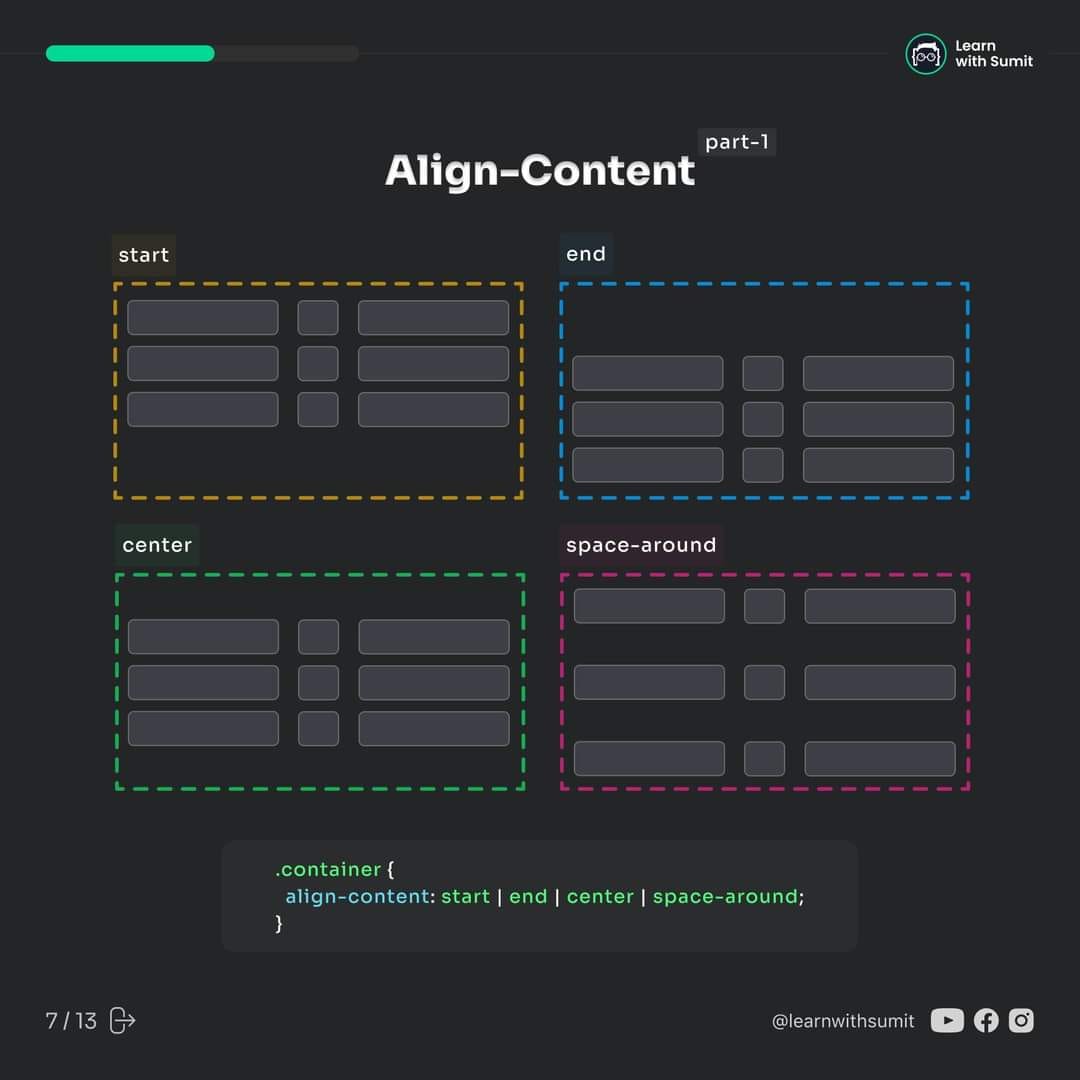 Learn
with Sumit
part-1
Align-Content
start
end
center
space-around
.container {
align-content: start | end | center | space-around;
}
7 / 13
@learnwithsumit